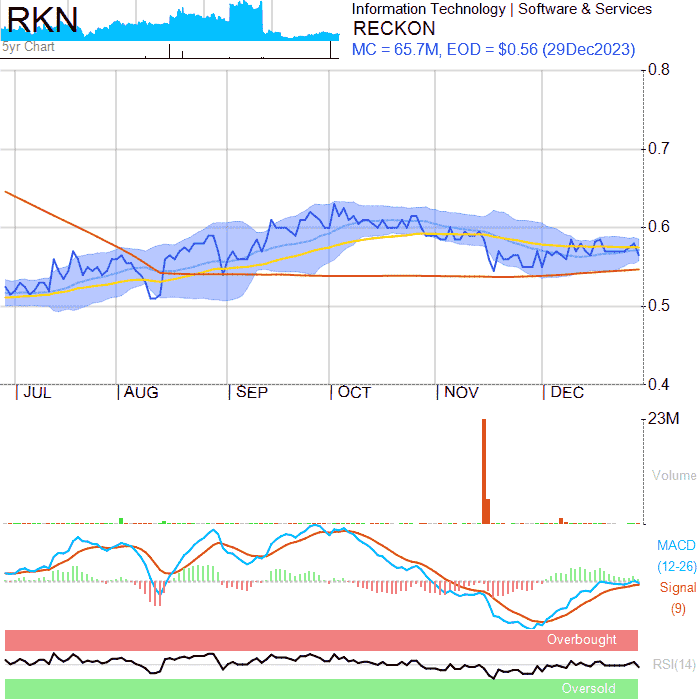 RKN
5yr Chart
Information Technology | Software & Services
RECKON
MC = 65.7M, EOD = $0.56 (29Dec2023)
0.8
0.7
0.6
0.5
0.4
JUL AUG SEP OCT NOV DEC
23M
Volume
MACD
(12-26)
Signal
(9)
Overbought
RSI(14)
Oversold